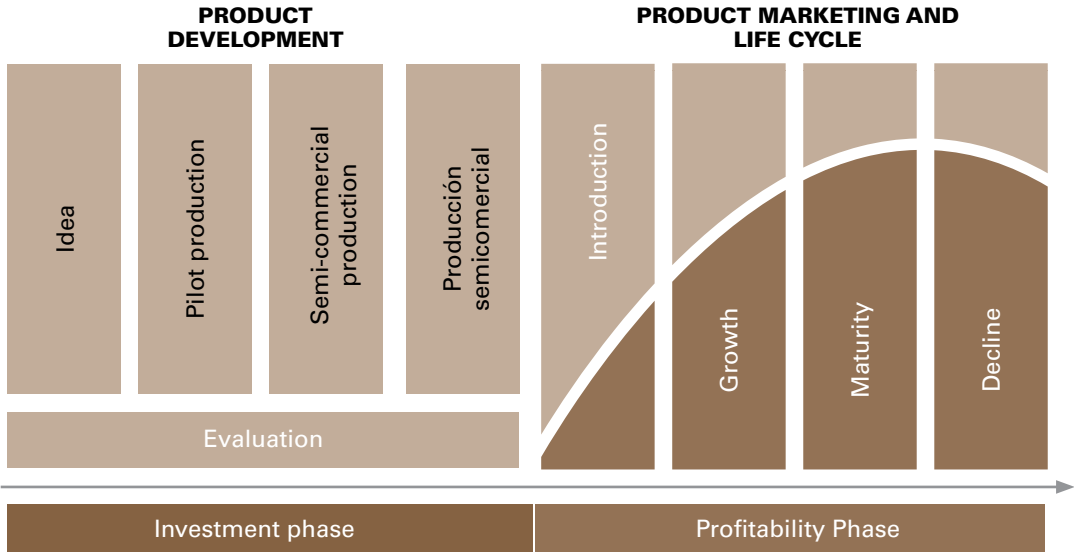 PRODUCT
DEVELOPMENT
PRODUCT MARKETING AND
LIFE CYCLE
Idea
Pilot production
Semi-commercial
production
Producción
semicomercial
Introduction
Growth
Maturity
Decline
Evaluation
Investment phase
Profitability Phase